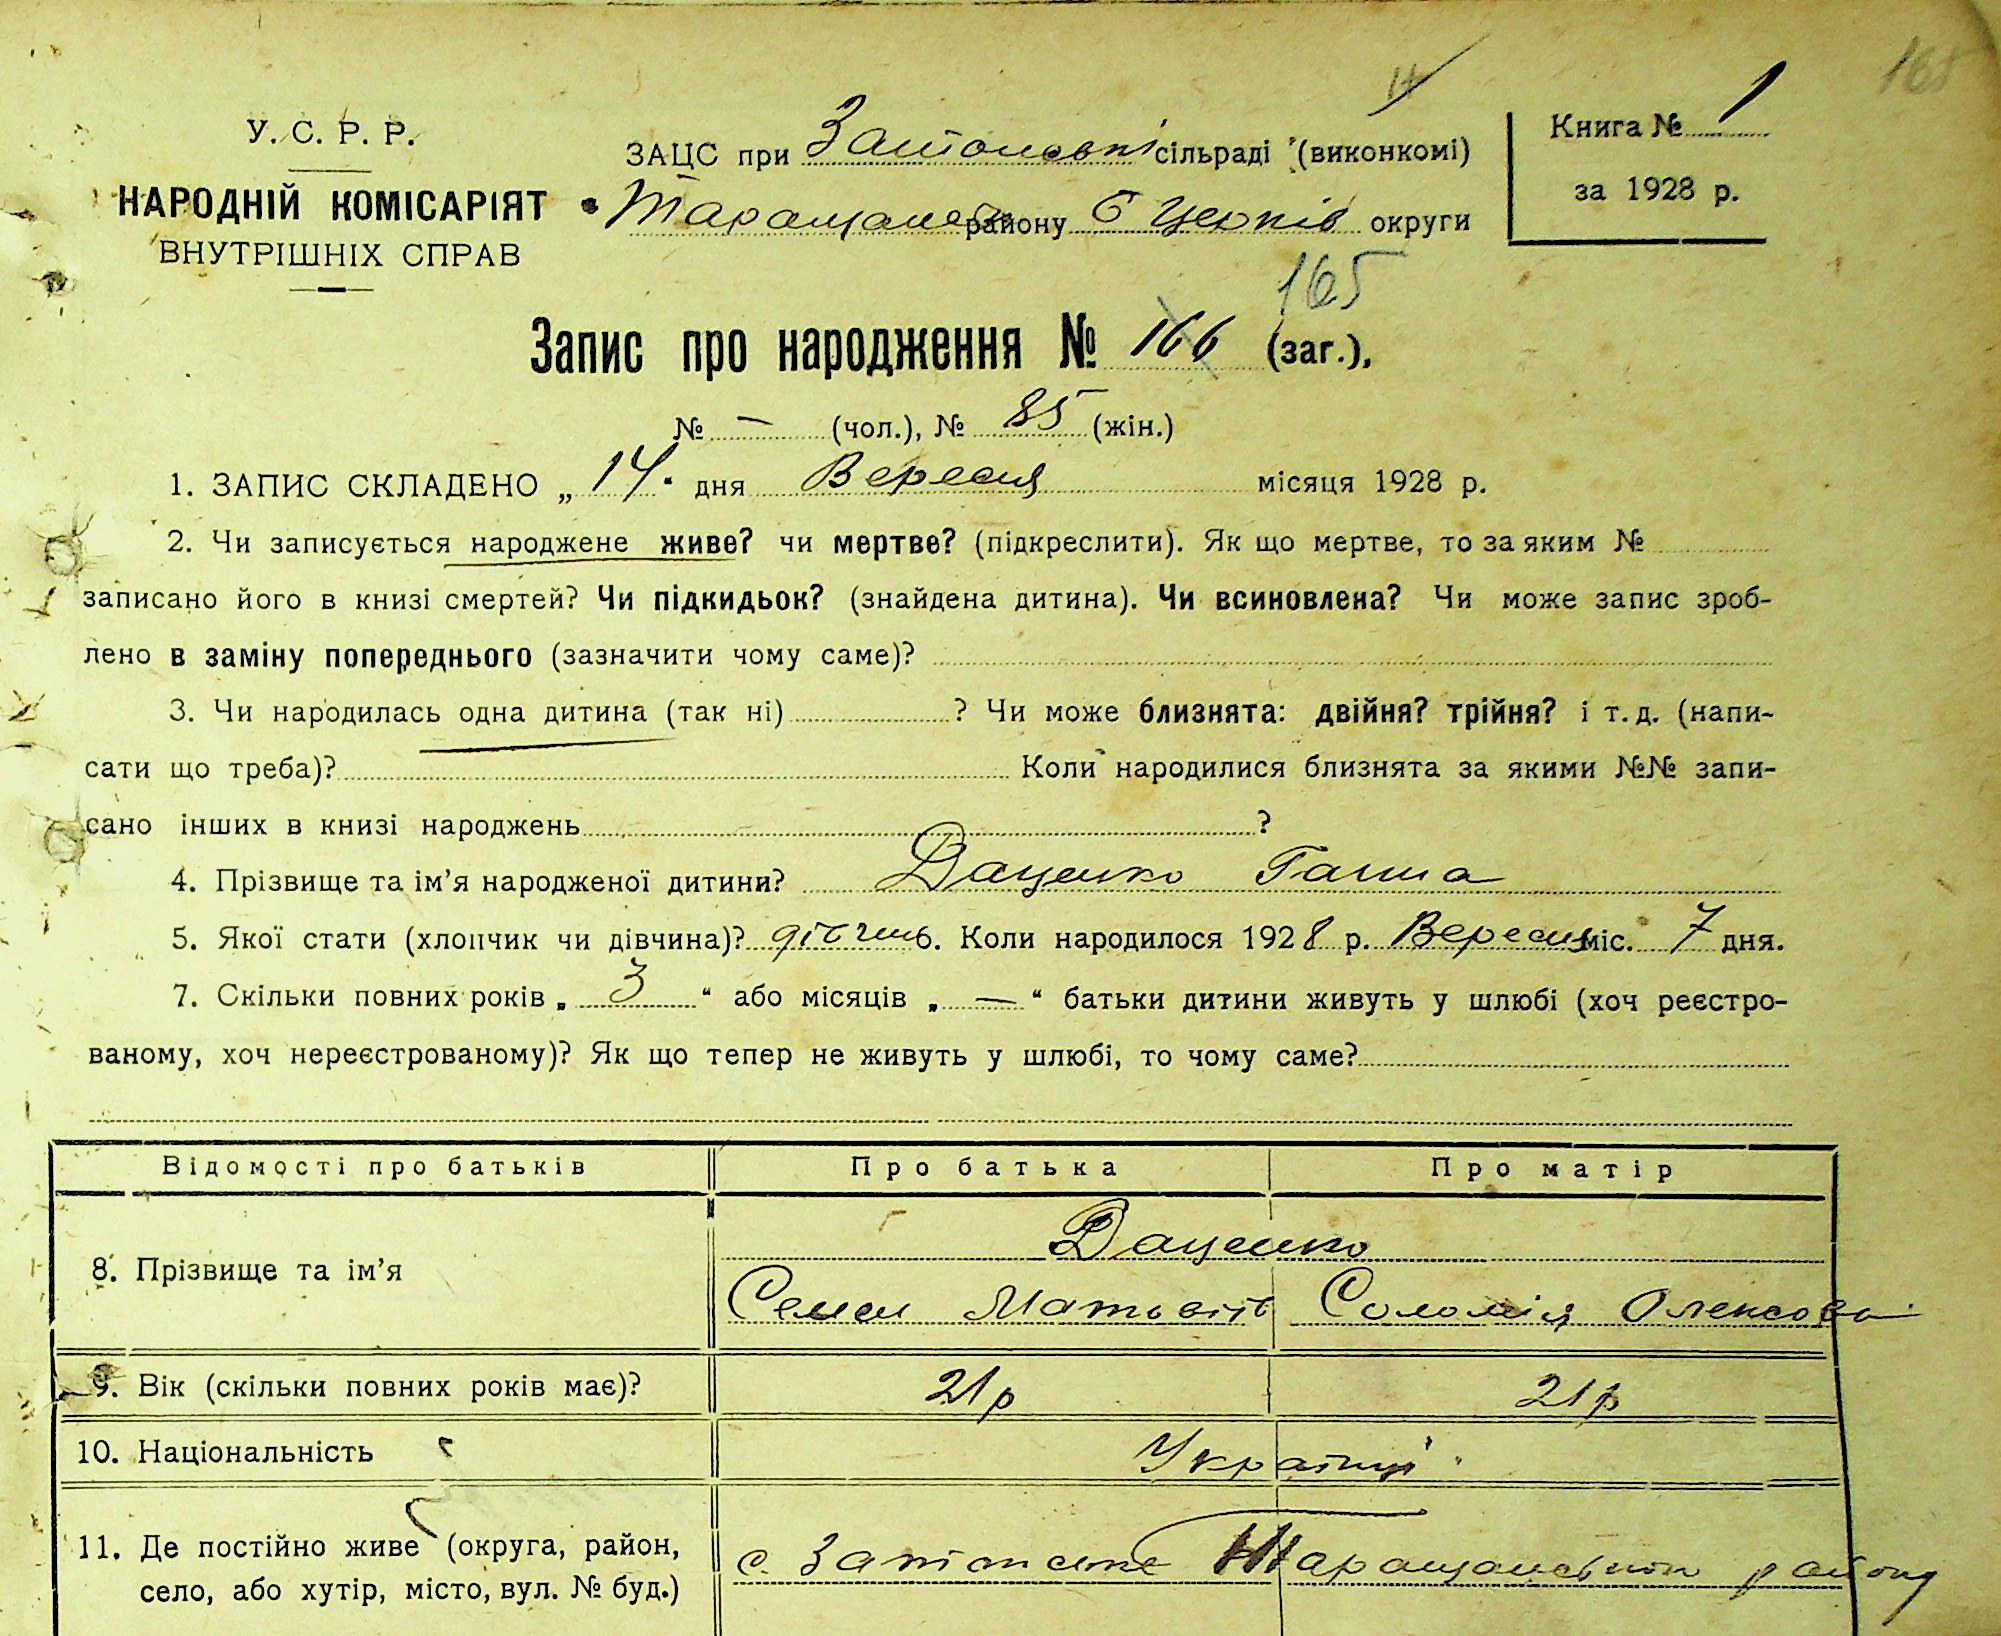 165
14
У.С.Р.Р.
НАРОДНІЙ КОМІСАРІЯТ
ВНУТРІШНІХ СПРАВ
ЗАЦС при сільраді (виконкомі)
району Б Церків округи
Книга № 1
за 1928 р.
165
Запис про народження № 166 (заг.),
№ – (чол.), № 85 (жін.)
1. ЗАПИС СКЛАДЕНО „14“ дня Вересня місяця 1928 р.
2. Чи записується народжене живе? чи мертве? (підкреслити). Як що мертве, то за яким №
записано його в книзі смертей? Чи підкидьок? (знайдена дитина). Чи всиновлена? Чи може запис зроб-
лено в заміну попереднього (зазначити чому саме)?
3. Чи народилась одна дитина (так ні) ? Чи може близнята: двійня? трійня? і т.д. (напи-
сати що треба)? Коли народилися близнята за якими №№ запи-
сано інших в книзі народжень ?
4. Прізвище та ім’я народженої дитини? Даценко Ганна
5. Якої стати (хлопчик чи дівчина)? дівчин 6. Коли народилося 1928 р. Вересня міс. 7 дня.
7. Скільки повних років „ 3 “ або місяців „ — “ батьки дитини живуть у шлюбі (хоч реєстро-
ваному, хоч нереєстрованому)? Як що тепер не живуть у шлюбі, то чому саме?
Відомості про батьків Про батька Про матір
Даценко
8. Прізвище та ім’я
Семен Матьвіїв Соломія Олексова
9. Вік (скільки повних років має)? 21р 21р
10. Національність Українці
11. Де постійно живе (округа, район,
с. Таращанського району
село, або хутір, місто, вул. № буд.)